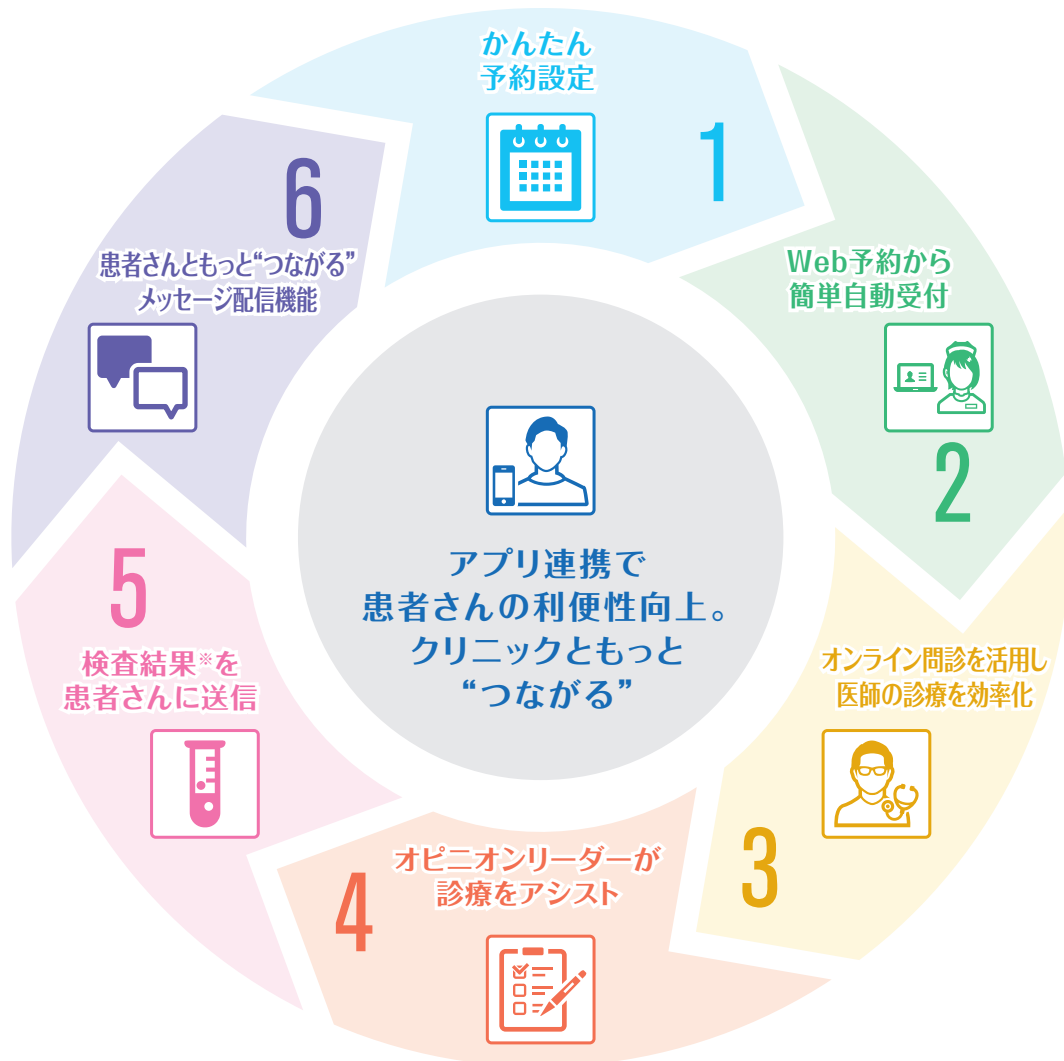 かんたん
予約設定
1
Web予約から
簡単自動受付
2
オンライン問診を活用し
医師の診療を効率化
3
オピニオンリーダーが
診療をアシスト
4
5
検査結果※を
患者さんに送信
6
患者さんともっと“つながる”
メッセージ配信機能
アプリ連携で
患者さんの利便性向上。
クリニックともっと
“つながる”